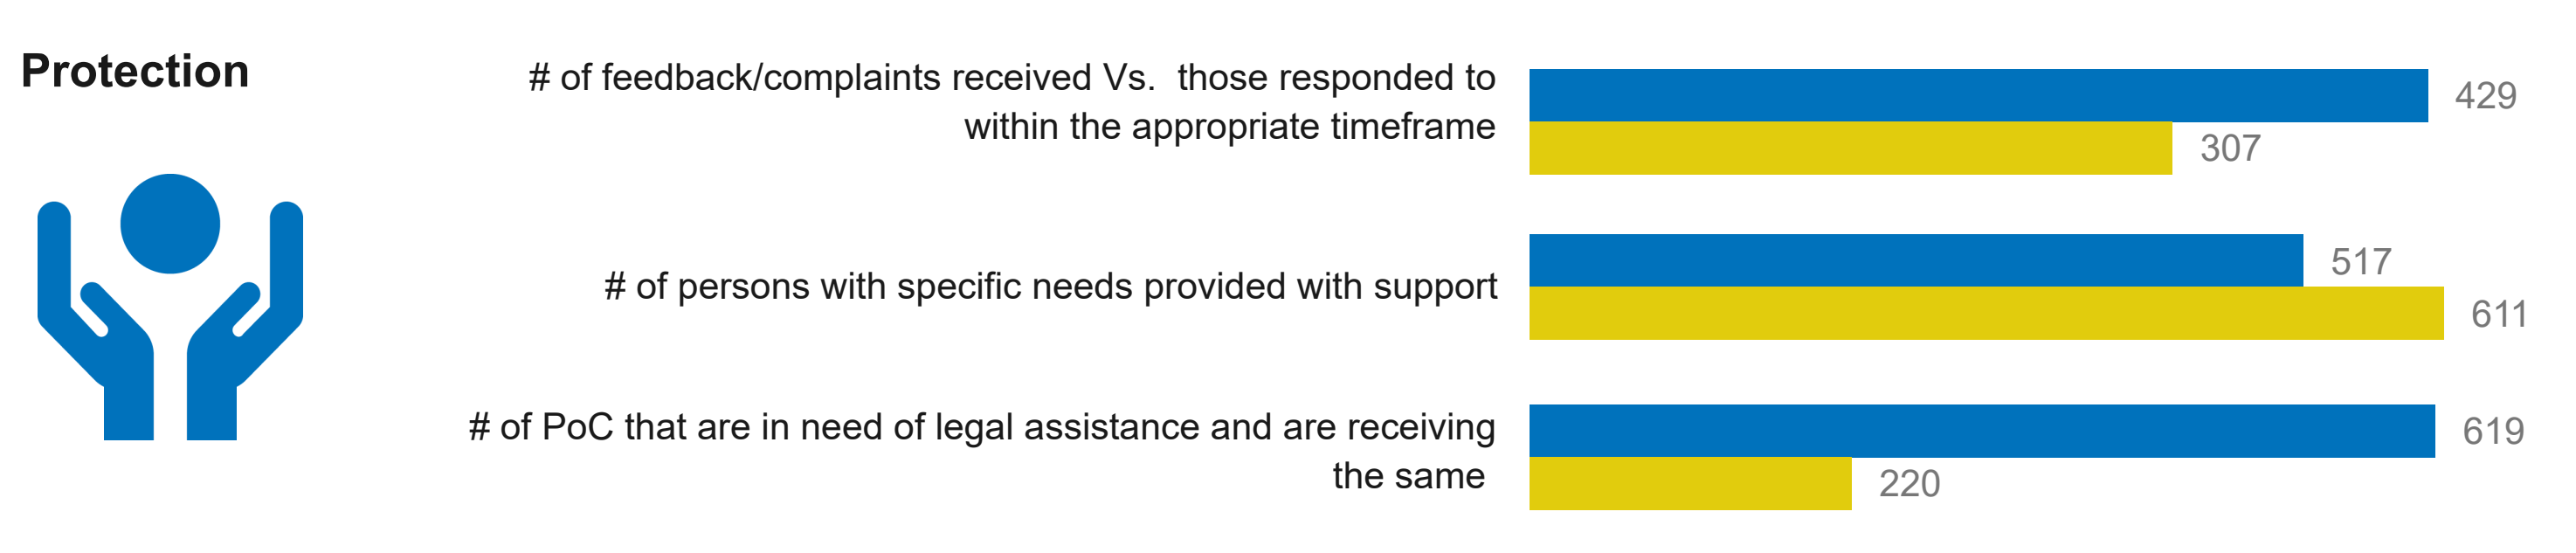 Protection
# of feedback/complaints received Vs.  those responded to
within the appropriate timeframe
429
307
# of persons with specific needs provided with support
517
611
# of PoC that are in need of legal assistance and are receiving
the same
619
220